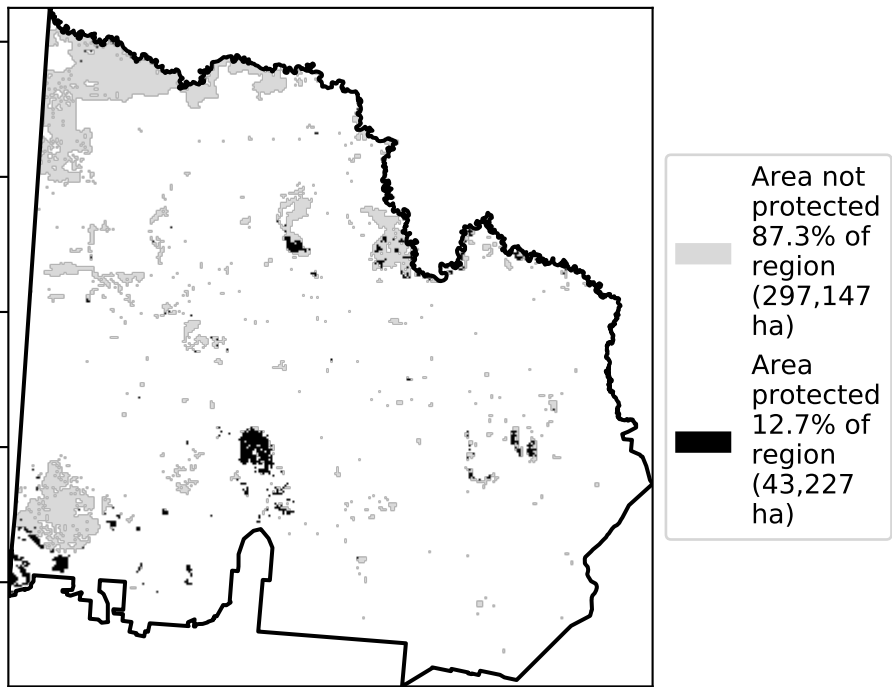 Area not
protected
87.3% of
region
(297,147
ha)
Area
protected
12.7% of
region
(43,227
ha)